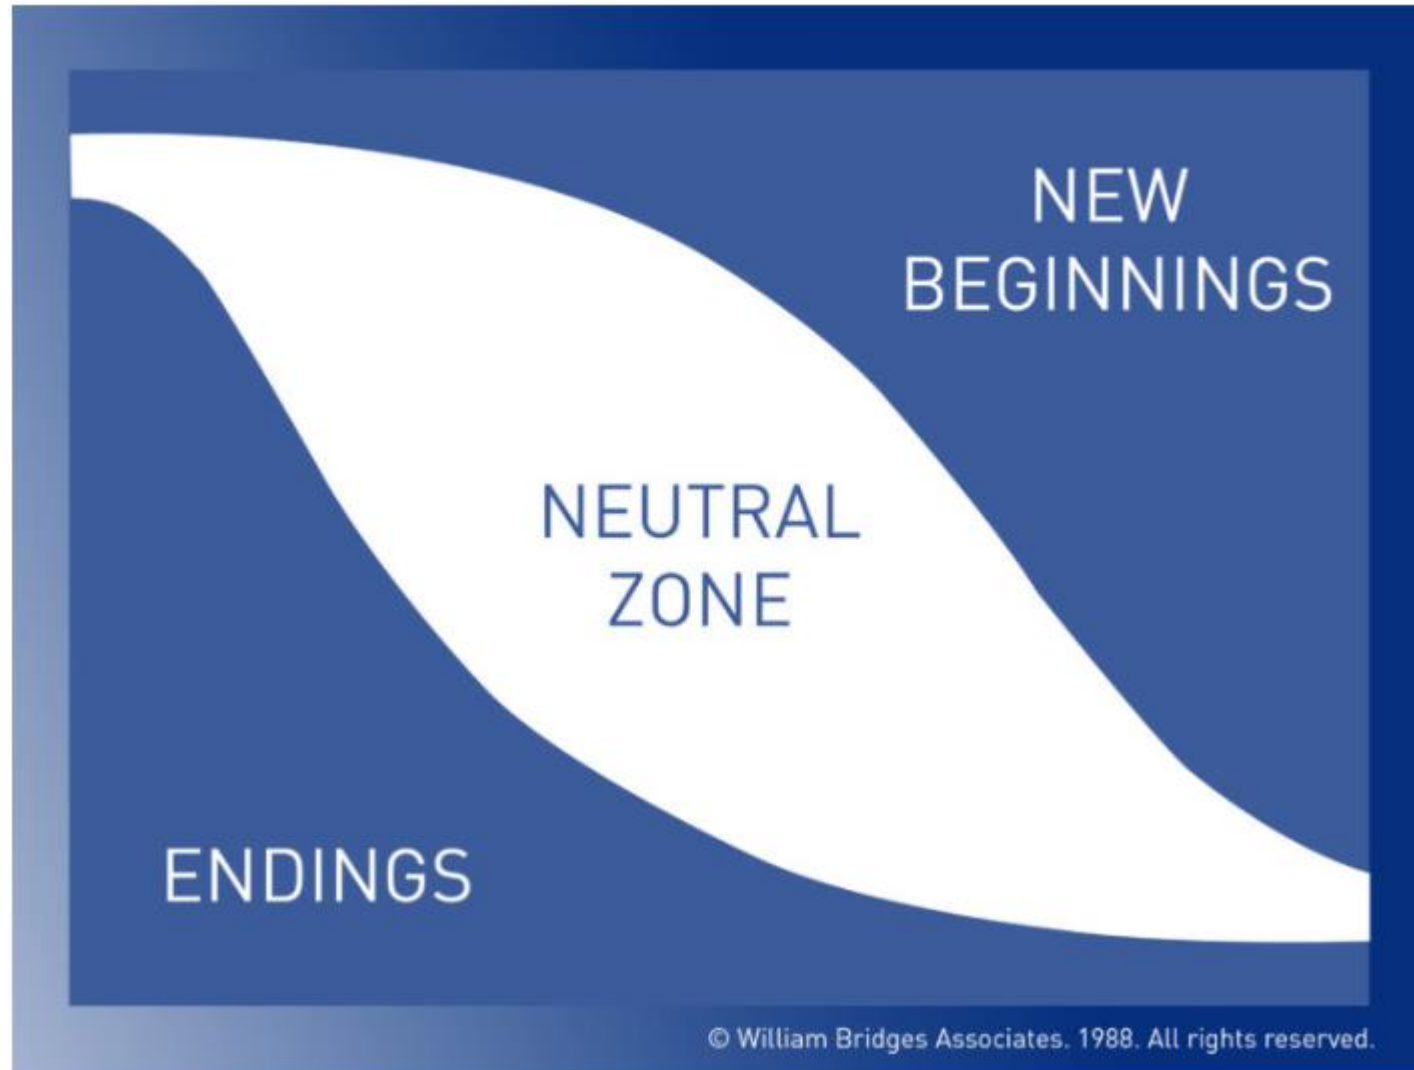 NEW
BEGINNINGS
NEUTRAL
ZONE
ENDINGS
© William Bridges Associates. 1988. All rights reserved.